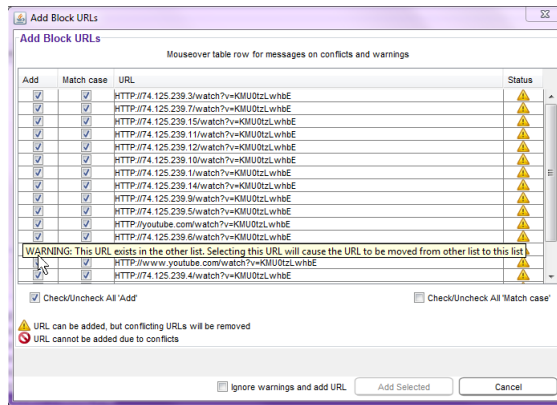 Add Block URLs
Add Block URLs
Mouseover table row for messages on conflicts and warnings
Add Match case URL Status
HTTP://74.125.239.3/watch?v=KMU0tzLwhbE
HTTP://74.125.239.7/watch?v=KMU0tzLwhbE
HTTP://74.125.239.15/watch?v=KMU0tzLwhbE
HTTP://74.125.239.11/watch?v=KMU0tzLwhbE
HTTP://74.125.239.12/watch?v=KMU0tzLwhbE
HTTP://74.125.239.10/watch?v=KMU0tzLwhbE
HTTP://74.125.239.1/watch?v=KMU0tzLwhbE
HTTP://74.125.239.14/watch?v=KMU0tzLwhbE
HTTP://74.125.239.9/watch?v=KMU0tzLwhbE
HTTP://74.125.239.5/watch?v=KMU0tzLwhbE
HTTP://youtube.com/watch?v=KMU0tzLwhbE
HTTP://74.125.239.6/watch?v=KMU0tzLwhbE
WARNING: This URL exists in the other list. Selecting this URL will cause the URL to be moved from other list to this list
HTTP://www.youtube.com/watch?v=KMU0tzLwhbE
HTTP://74.125.239.4/watch?v=KMU0tzLwhbE
Check/Uncheck All 'Add' Check/Uncheck All 'Match case'
URL can be added, but conflicting URLs will be removed
URL cannot be added due to conflicts
Ignore warnings and add URL Add Selected Cancel